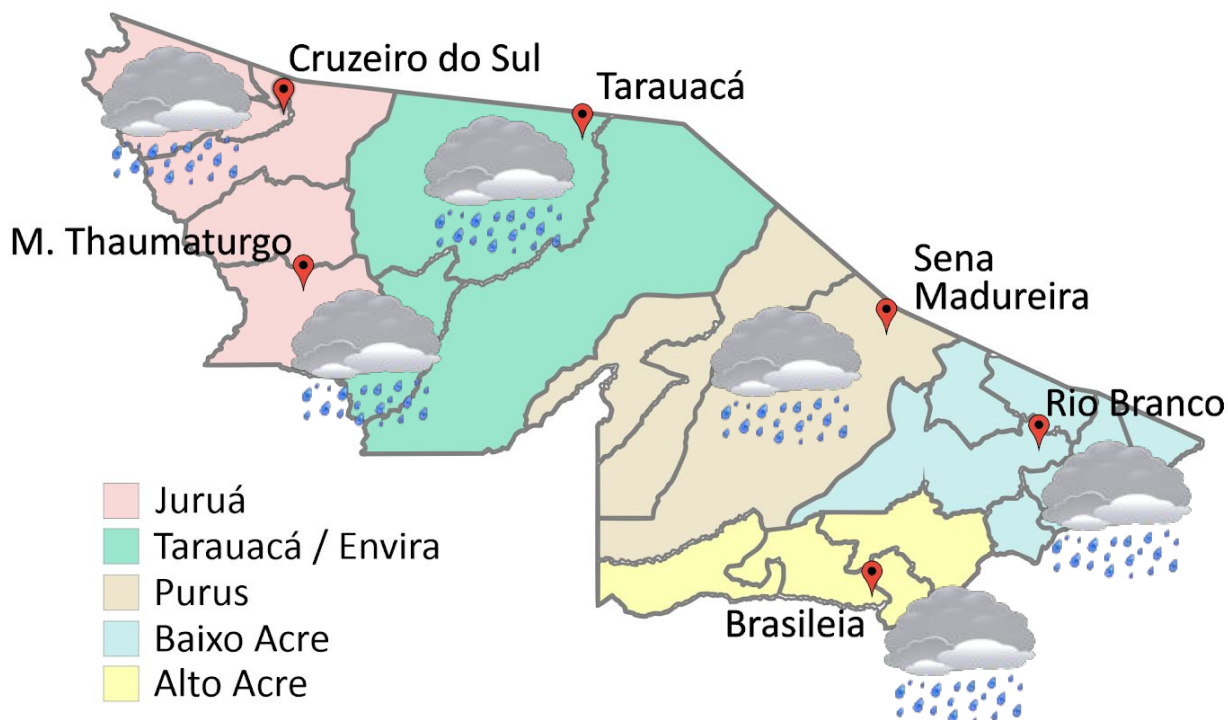 Cruzeiro do Sul
Tarauacá
M. Thaumaturgo
Sena
Madureira
Rio Branco
Brasileia
Juruá
Tarauacá / Envira
Purus
Baixo Acre
Alto Acre